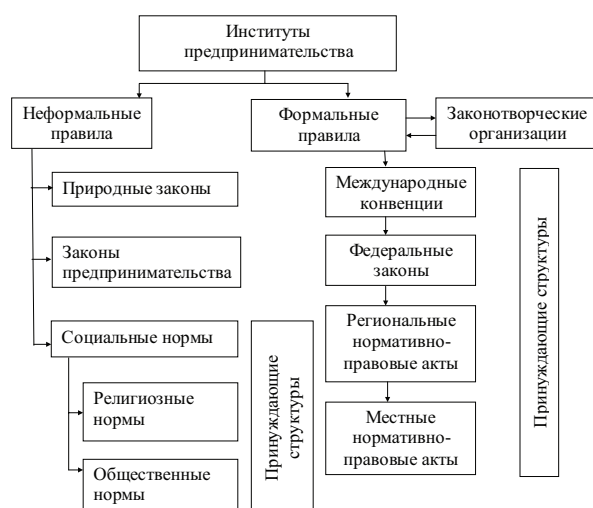 Институты
предпринимательства
Неформальные
правила
Формальные
правила
Законотворческие
организации
Природные законы
Законы
предпринимательства
Социальные нормы
Религиозные
нормы
Общественные
нормы
Принуждающие
структуры
Международные
конвенции
Федеральные
законы
Региональные
нормативно-
правовые акты
Местные
нормативно-
правовые акты
Принуждающие структуры